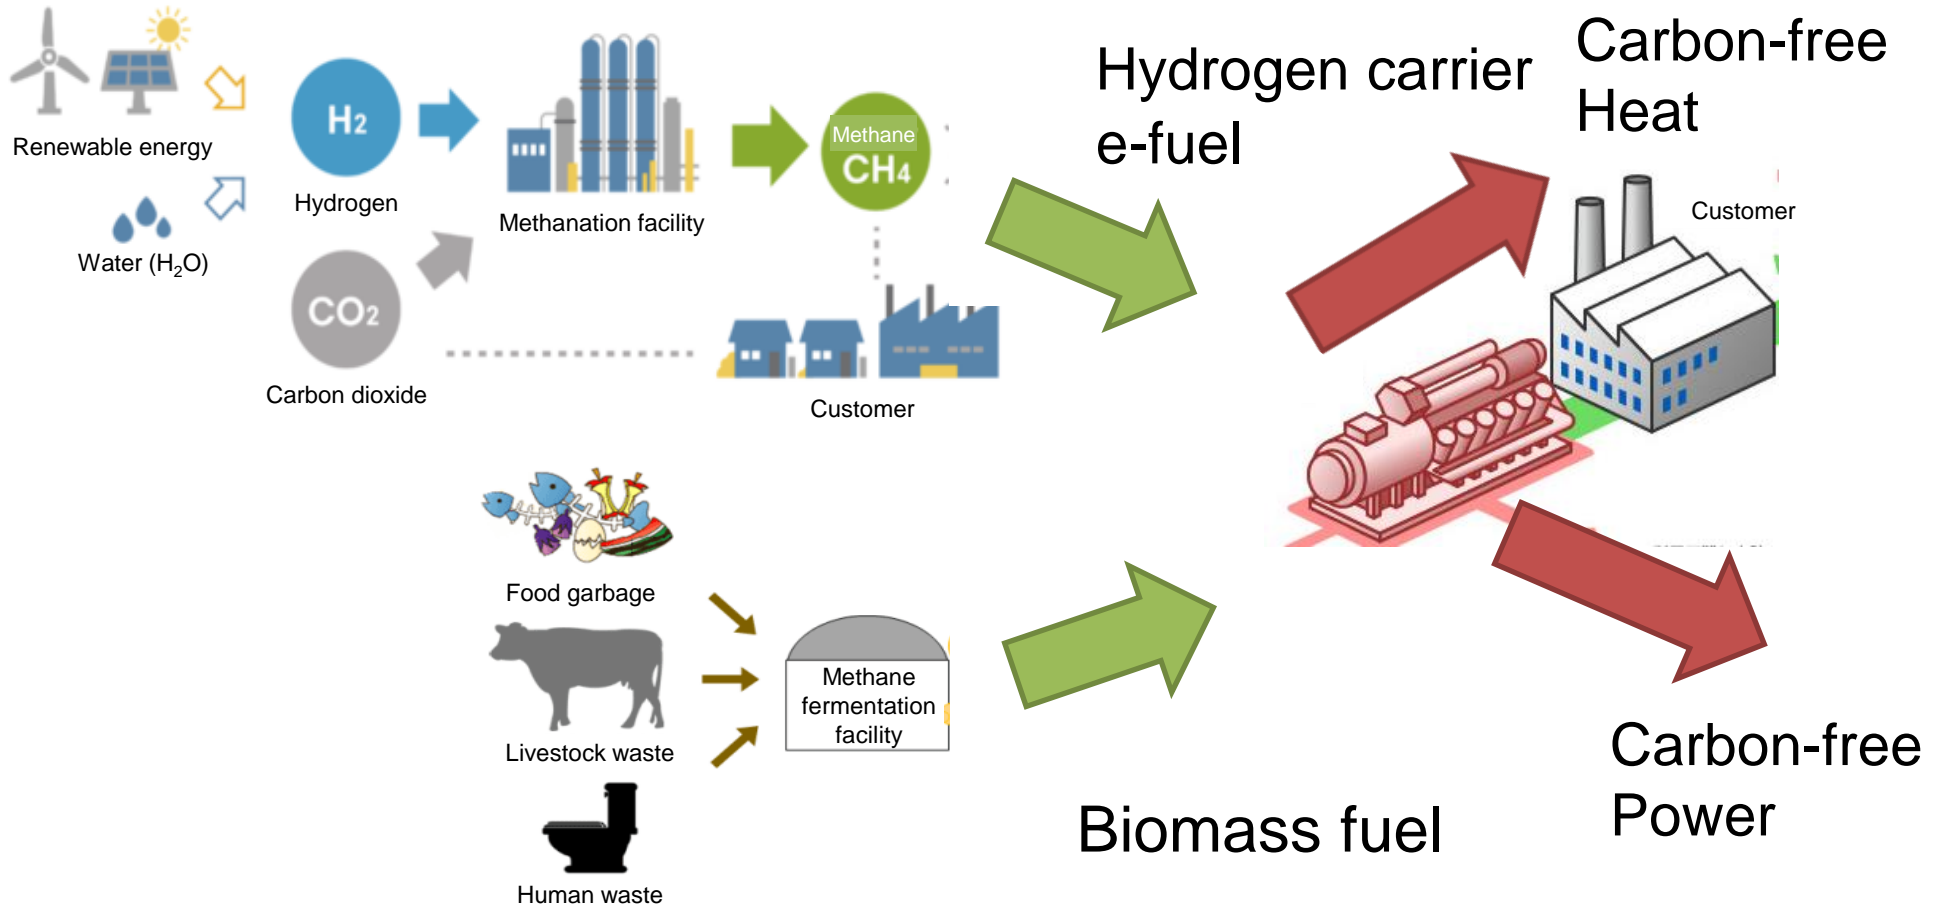 Renewable energy
Water (H₂O)
H₂
Hydrogen
CO₂
Carbon dioxide
Methanation facility
Methane
CH₄
Customer
Hydrogen carrier
e-fuel
Carbon-free
Heat
Customer
Food garbage
Livestock waste
Human waste
Methane
fermentation
facility
Biomass fuel
Carbon-free
Power